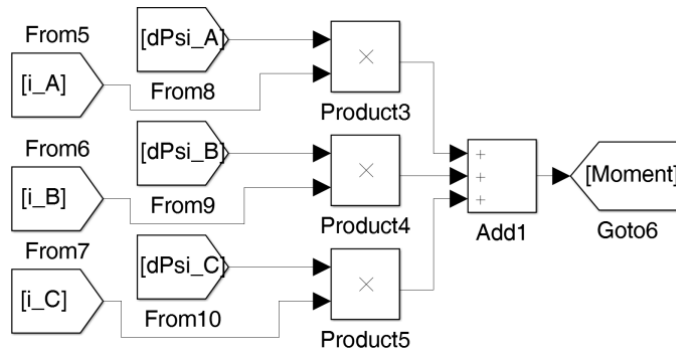 From5
[dPsi_A]
[i_A]
From8
×
Product3
From6
[dPsi_B]
[i_B]
From9
×
Product4
+
+
+
Add1
[Moment]
Goto6
From7
[dPsi_C]
[i_C]
From10
×
Product5